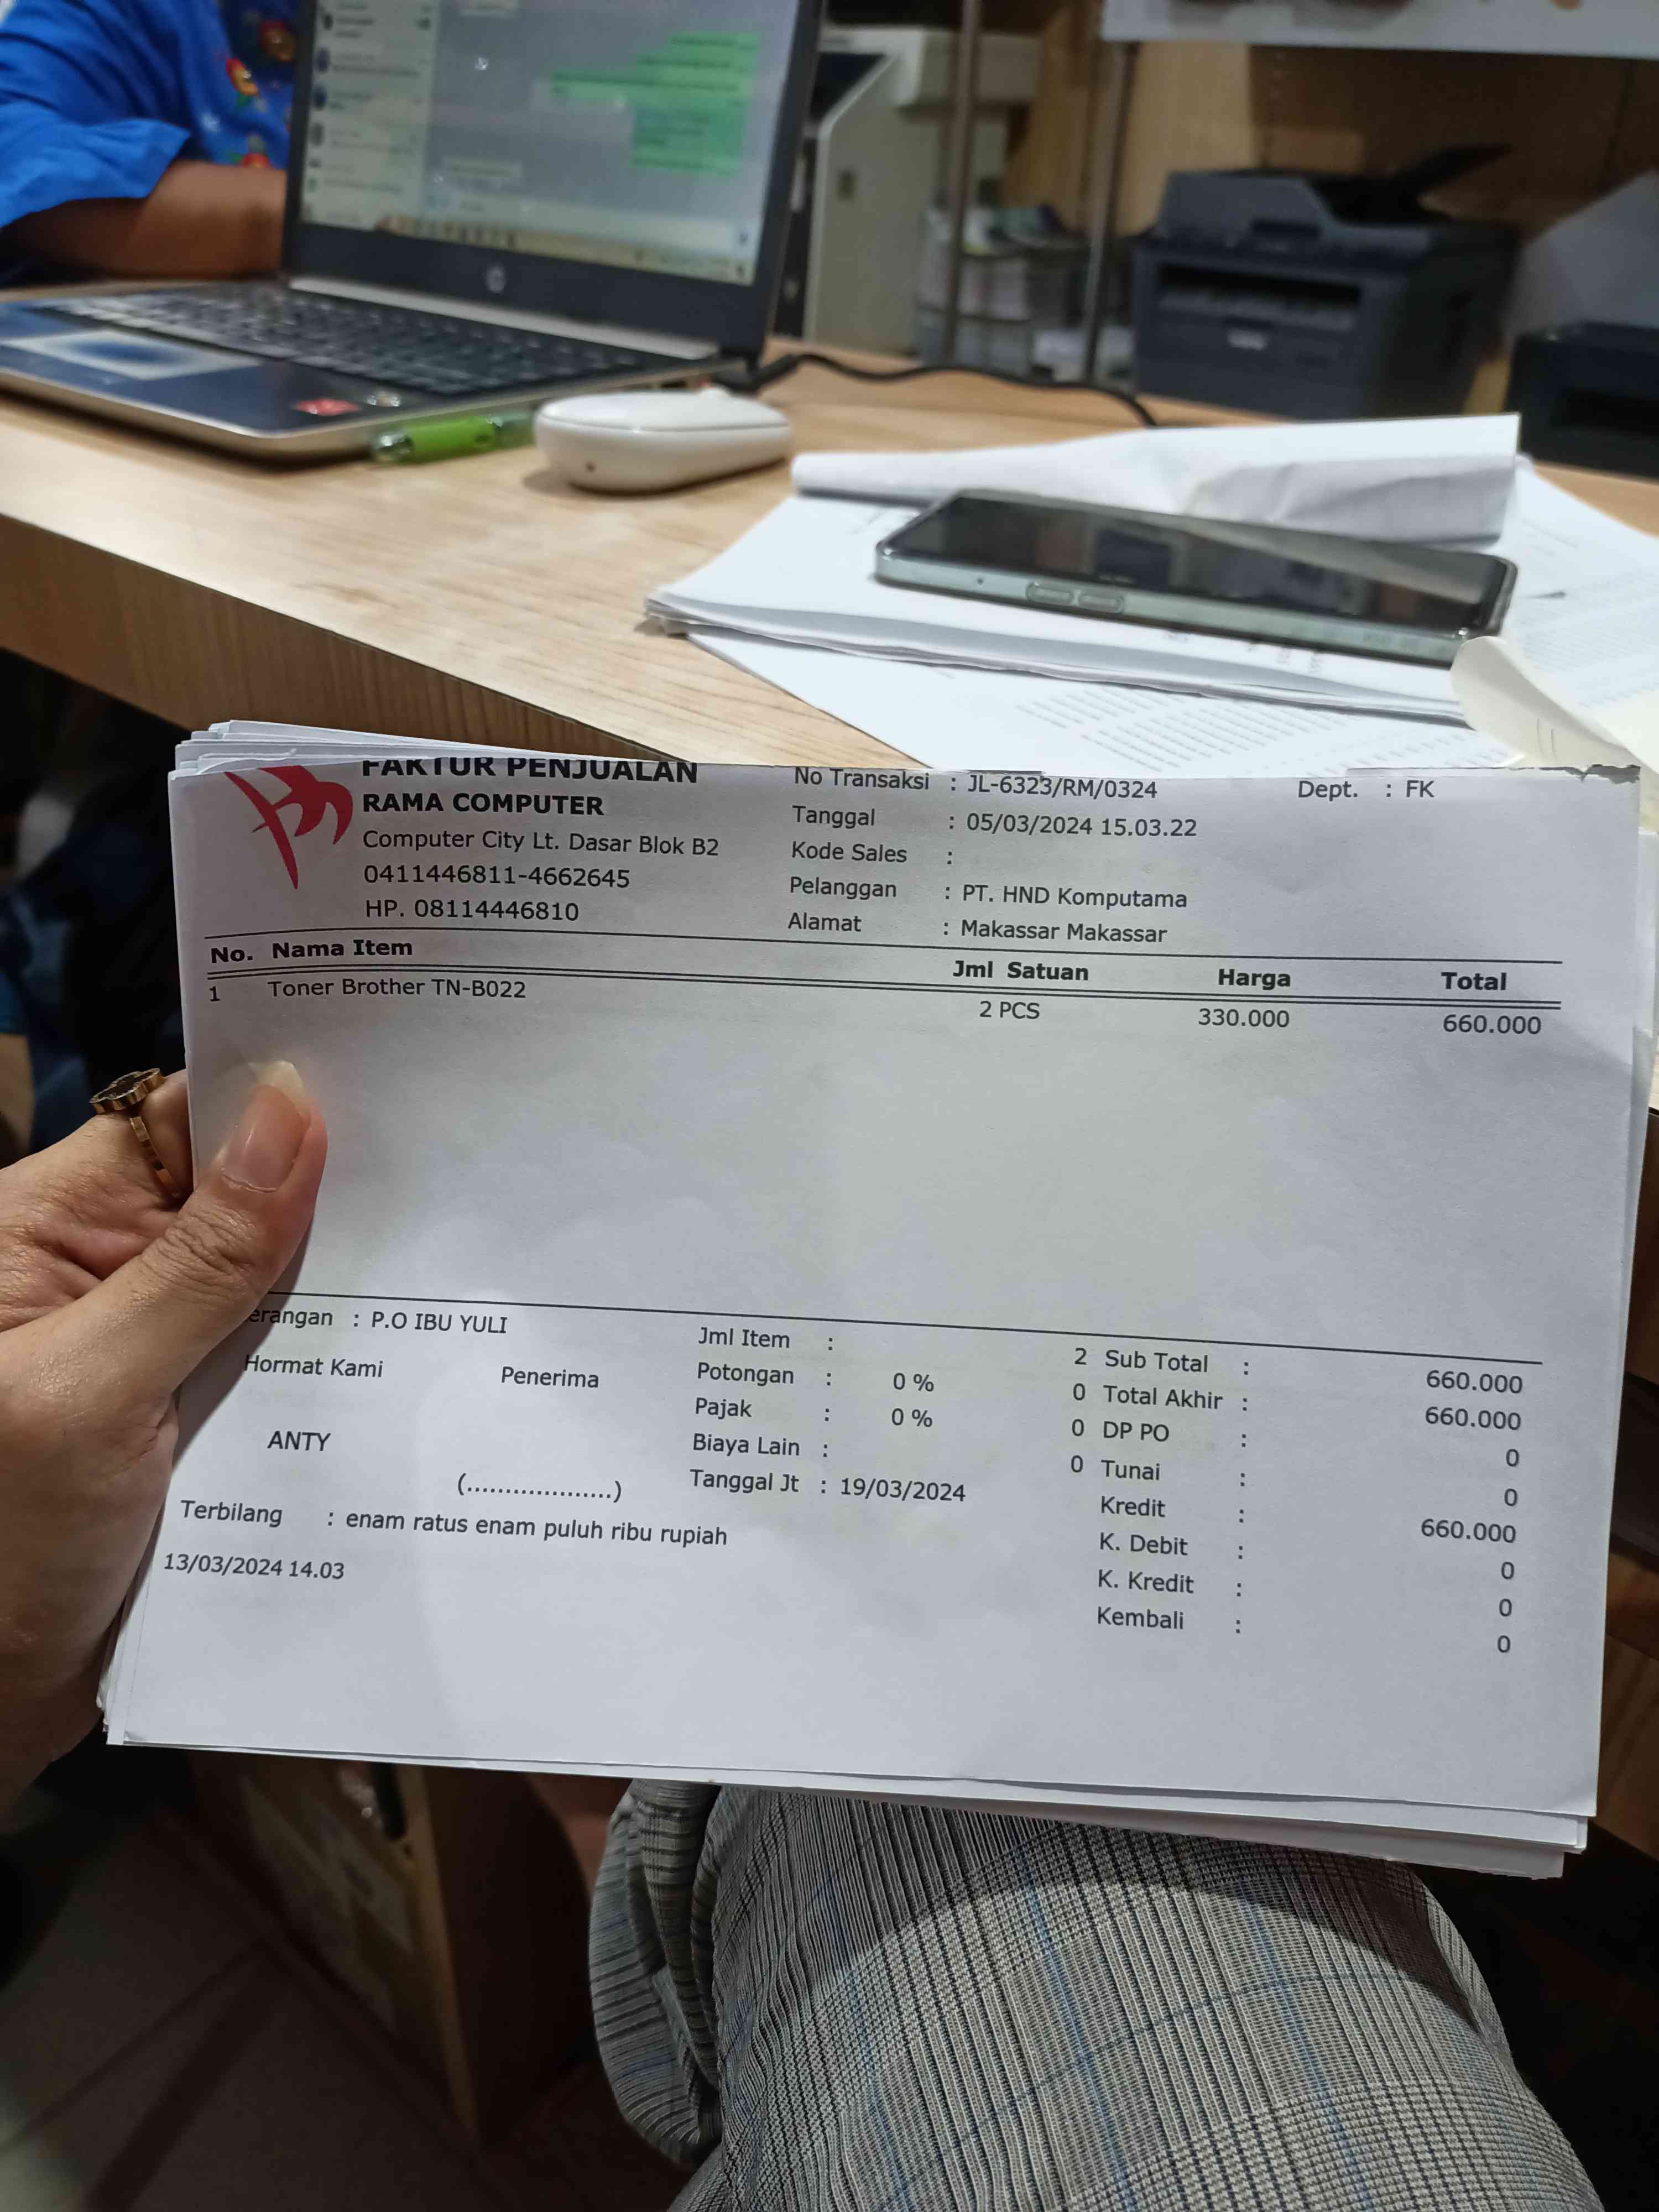 FAKTUR PENJUALAN
RAMA COMPUTER
Computer City Lt. Dasar Blok B2
0411446811-4662645
HP. 08114446810
No Transaksi : JL-6323/RM/0324
Dept. : FK
Tanggal : 05/03/2024 15.03.22
Kode Sales :
Pelanggan : PT. HND Komputama
Alamat : Makassar Makassar
No. Nama Item Jml Satuan Harga Total
1 Toner Brother TN-B022 2 PCS 330.000 660.000
erangan : P.O IBU YULI
Hormat Kami Penerima
ANTY
(...................)
Jml Item : 2
Potongan : 0 % 0
Pajak : 0 % 0
Biaya Lain : 0
Tanggal Jt : 19/03/2024
Sub Total : 660.000
Total Akhir : 660.000
DP PO : 0
Tunai : 0
Kredit : 660.000
K. Debit : 0
K. Kredit : 0
Kembali : 0
Terbilang : enam ratus enam puluh ribu rupiah
13/03/2024 14.03